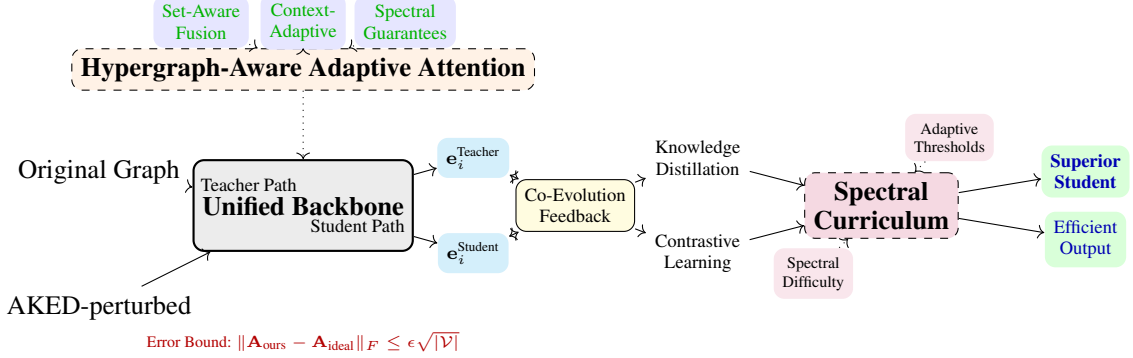 Set-Aware
Fusion
Context-
Adaptive
Spectral
Guarantees
Hypergraph-Aware Adaptive Attention
Original Graph
AKED-perturbed
Teacher Path
Unified Backbone
Student Path
e_i^Teacher
e_i^Student
Co-Evolution
Feedback
Knowledge
Distillation
Contrastive
Learning
Adaptive
Thresholds
Spectral
Curriculum
Spectral
Difficulty
Superior
Student
Efficient
Output
Error Bound: ‖A_ours − A_ideal‖_F ≤ ϵ√|𝒱|